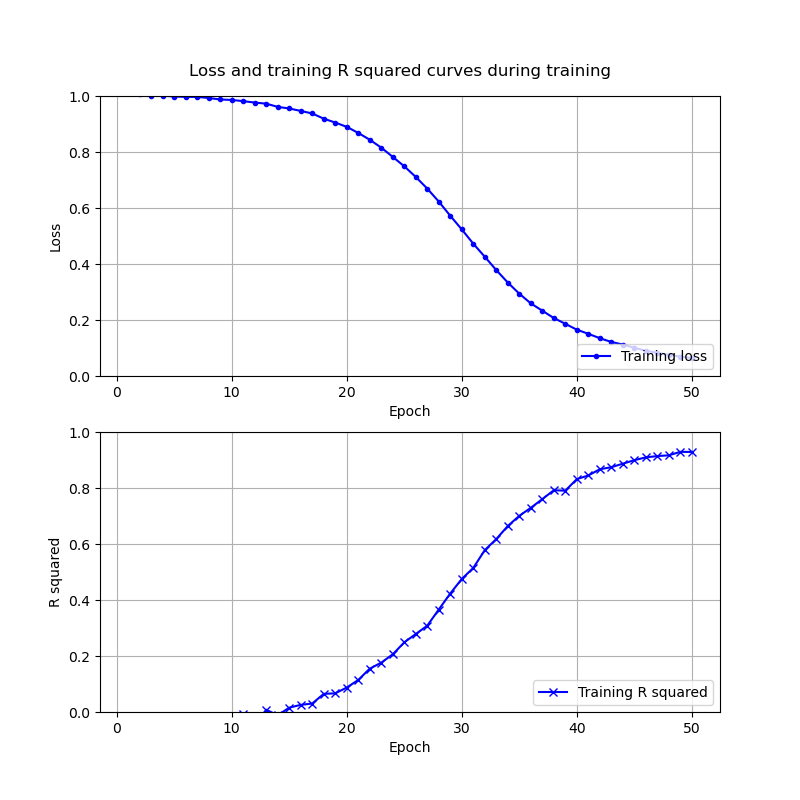 Loss and training R squared curves during training
1.0
0.8
0.6
0.4
0.2
0.0
Loss
Training loss
0 10 20 30 40 50
Epoch
1.0
0.8
0.6
0.4
0.2
0.0
R squared
Training R squared
0 10 20 30 40 50
Epoch